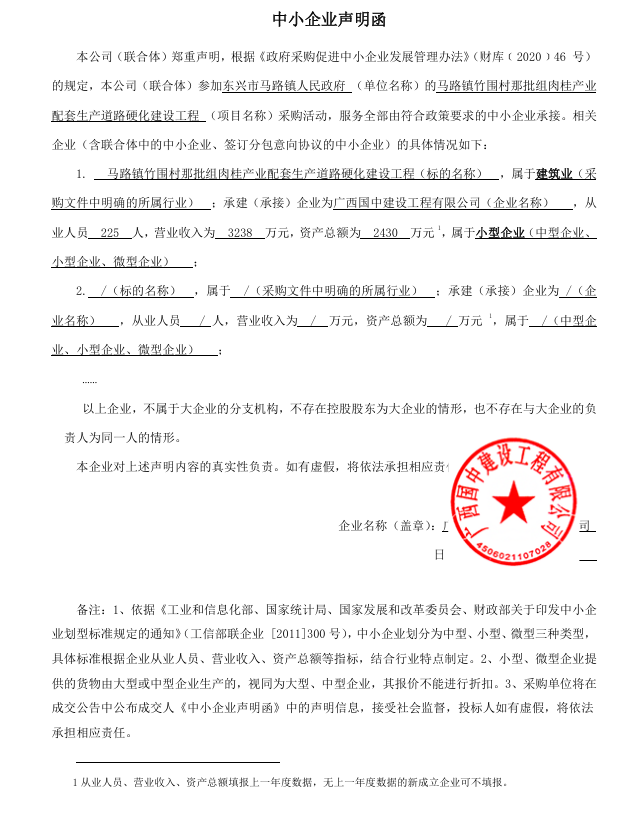 中小企业声明函
本公司（联合体）郑重声明，根据《政府采购促进中小企业发展管理办法》（财库﹝2020﹞46 号）
的规定，本公司（联合体）参加东兴市马路镇人民政府 （单位名称）的马路镇竹围村那批组肉桂产业
配套生产道路硬化建设工程 （项目名称）采购活动，服务全部由符合政策要求的中小企业承接。相关
企业（含联合体中的中小企业、签订分包意向协议的中小企业）的具体情况如下：
1. 马路镇竹围村那批组肉桂产业配套生产道路硬化建设工程（标的名称） ，属于建筑业（采
购文件中明确的所属行业） ；承建（承接）企业为广西国中建设工程有限公司（企业名称） ，从
业人员 225 人，营业收入为 3238 万元，资产总额为 2430 万元 1，属于小型企业（中型企业、
小型企业、微型企业） ；
2. /（标的名称） ，属于 /（采购文件中明确的所属行业） ；承建（承接）企业为 /（企
业名称） ，从业人员 / 人，营业收入为 / 万元，资产总额为 / 万元 1，属于 /（中型企
业、小型企业、微型企业） ；
……
以上企业，不属于大企业的分支机构，不存在控股股东为大企业的情形，也不存在与大企业的负
责人为同一人的情形。
本企业对上述声明内容的真实性负责。如有虚假，将依法承担相应责
广西国中建设工程有限公司
4506021107028
企业名称（盖章）： 司
日
备注：1、依据《工业和信息化部、国家统计局、国家发展和改革委员会、财政部关于印发中小企
业划型标准规定的通知》（工信部联企业［2011]300 号），中小企业划分为中型、小型、微型三种类型，
具体标准根据企业从业人员、营业收入、资产总额等指标，结合行业特点制定。2、小型、微型企业提
供的货物由大型或中型企业生产的，视同为大型、中型企业，其报价不能进行折扣。3、采购单位将在
成交公告中公布成交人《中小企业声明函》中的声明信息，接受社会监督，投标人如有虚假，将依法
承担相应责任。
1 从业人员、营业收入、资产总额填报上一年度数据，无上一年度数据的新成立企业可不填报。